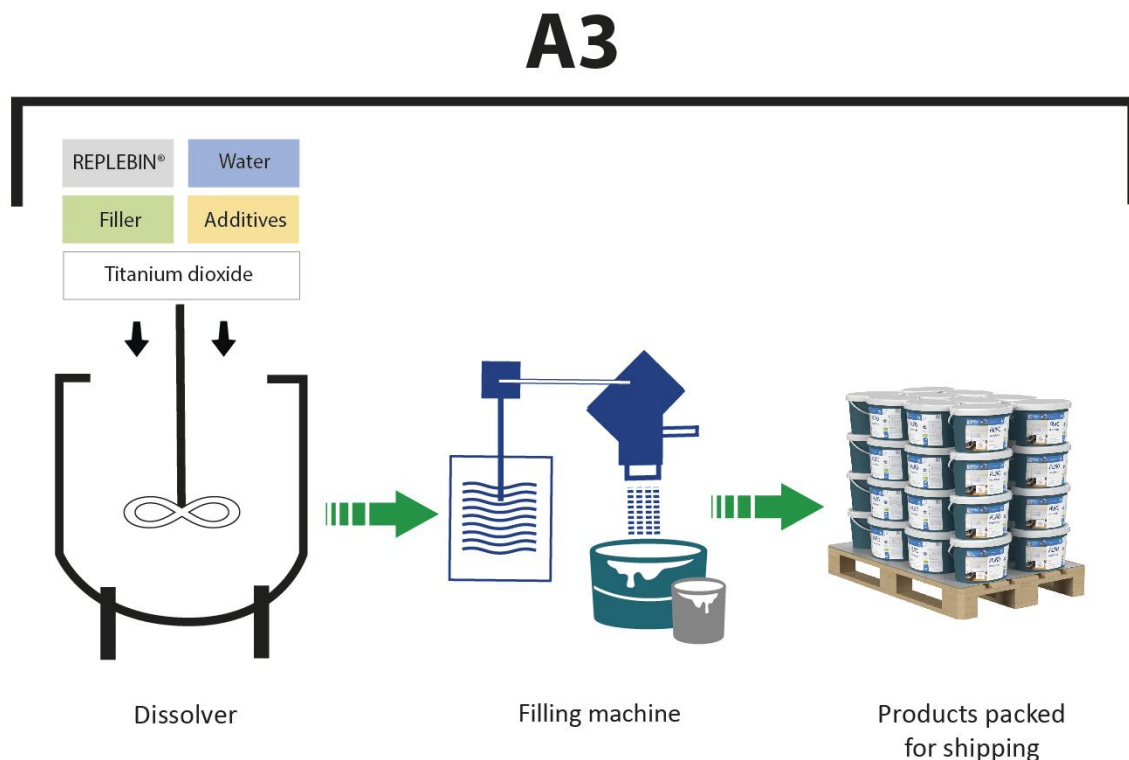 A3
REPLEBIN®
Water
Filler
Additives
Titanium dioxide
Dissolver
Filling machine
Products packed
for shipping